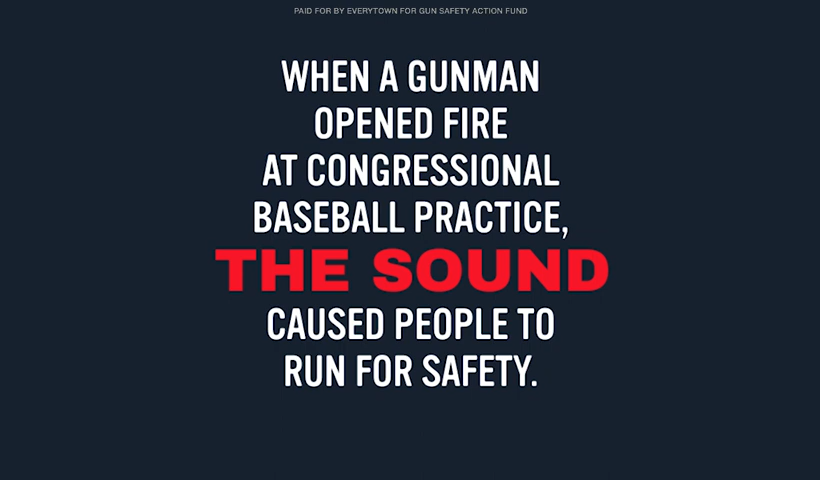 PAID FOR BY EVERYTOWN FOR GUN SAFETY ACTION FUND
WHEN A GUNMAN
OPENED FIRE
AT CONGRESSIONAL
BASEBALL PRACTICE,
THE SOUND
CAUSED PEOPLE TO
RUN FOR SAFETY.